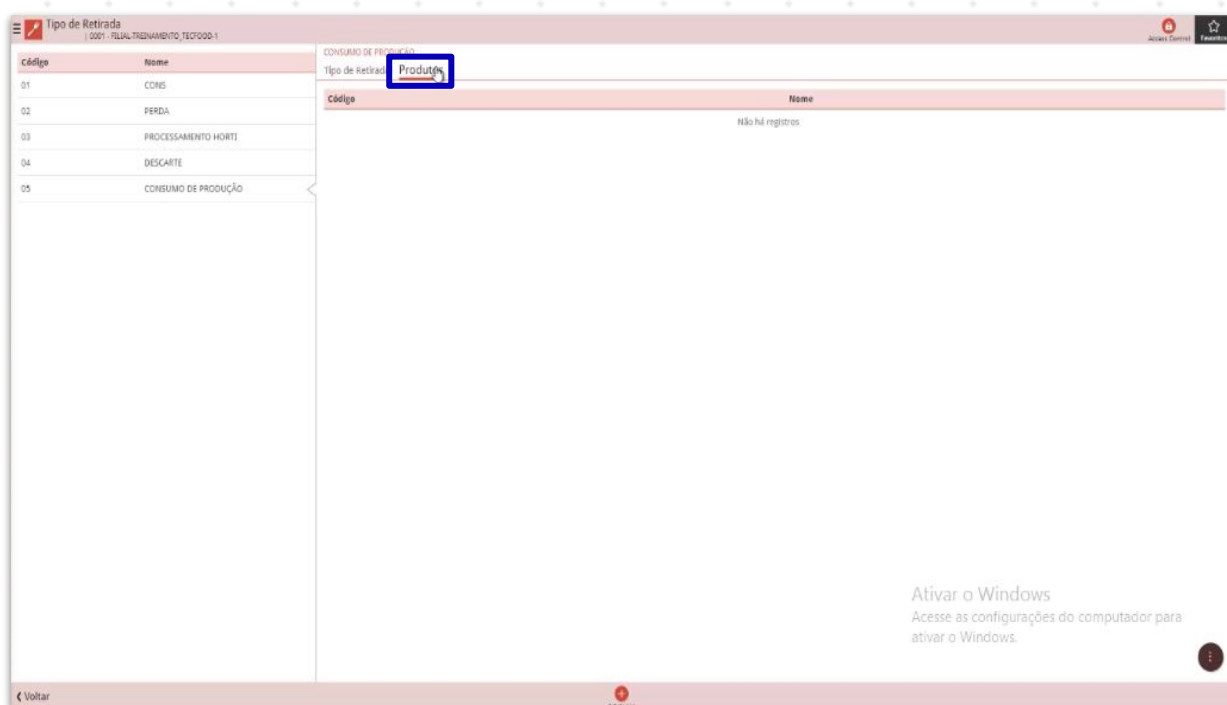 Tipo de Retirada
| 0001 - FILIAL-TREINAMENTO_TECFOOD-1
Access Control
Favoritos
Código Nome
01 CONS
02 PERDA
03 PROCESSAMENTO HORTI
04 DESCARTE
05 CONSUMO DE PRODUÇÃO
CONSUMO DE PRODUÇÃO
Tipo de Retirada Produtos
Código Nome
Não há registros
Ativar o Windows
Acesse as configurações do computador para
ativar o Windows.
Voltar